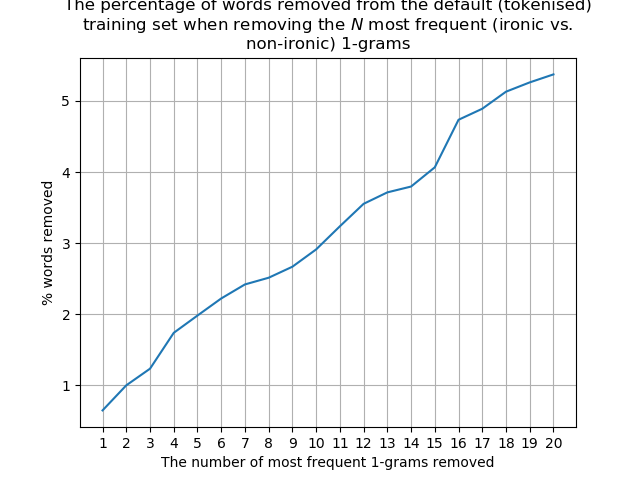 The percentage of words removed from the default (tokenised)
training set when removing the N most frequent (ironic vs.
non-ironic) 1-grams
5
4
3
2
1
% words removed
1 2 3 4 5 6 7 8 9 10 11 12 13 14 15 16 17 18 19 20
The number of most frequent 1-grams removed